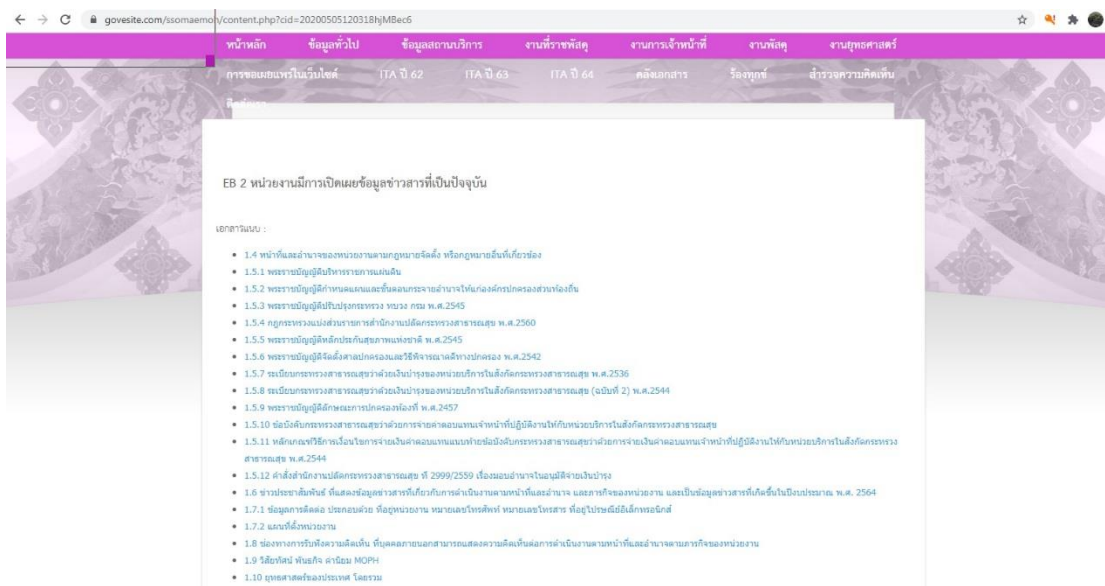 govesite.com/ssomaemoh/content.php?cid=20200505120318hjMBec6
หน้าหลัก ข้อมูลทั่วไป ข้อมูลสถานบริการ งานที่ราชพัสดุ งานการเจ้าหน้าที่ งานพัสดุ งานยุทธศาสตร์
การขอเผยแพร่ในเว็บไซต์ ITA ปี 62 ITA ปี 63 ITA ปี 64 คลังเอกสาร ร้องทุกข์ สำรวจความคิดเห็น
ติดต่อเรา
EB 2 หน่วยงานมีการเปิดเผยข้อมูลข่าวสารที่เป็นปัจจุบัน
เอกสารแนบ :
1.4 หน้าที่และอำนาจของหน่วยงานตามกฎหมายจัดตั้ง หรือกฎหมายอื่นที่เกี่ยวข้อง
1.5.1 พระราชบัญญัติบริหารราชการแผ่นดิน
1.5.2 พระราชบัญญัติกำหนดแผนและขั้นตอนกระจายอำนาจให้แก่องค์กรปกครองส่วนท้องถิ่น
1.5.3 พระราชบัญญัติปรับปรุงกระทรวง ทบวง กรม พ.ศ.2545
1.5.4 กฎกระทรวงแบ่งส่วนราชการสำนักงานปลัดกระทรวงสาธารณสุข พ.ศ.2560
1.5.5 พระราชบัญญัติหลักประกันสุขภาพแห่งชาติ พ.ศ.2545
1.5.6 พระราชบัญญัติจัดตั้งศาลปกครองและวิธีพิจารณาคดีทางปกครอง พ.ศ.2542
1.5.7 ระเบียบกระทรวงสาธารณสุขว่าด้วยเงินบำรุงของหน่วยบริการในสังกัดกระทรวงสาธารณสุข พ.ศ.2536
1.5.8 ระเบียบกระทรวงสาธารณสุขว่าด้วยเงินบำรุงของหน่วยบริการในสังกัดกระทรวงสาธารณสุข (ฉบับที่ 2) พ.ศ.2544
1.5.9 พระราชบัญญัติลักษณะการปกครองท้องที่ พ.ศ.2457
1.5.10 ข้อบังคับกระทรวงสาธารณสุขว่าด้วยการจ่ายค่าตอบแทนเจ้าหน้าที่ปฏิบัติงานให้กับหน่วยบริการในสังกัดกระทรวงสาธารณสุข
1.5.11 หลักเกณฑ์วิธีการเงื่อนไขการจ่ายเงินค่าตอบแทนแนบท้ายข้อบังคับกระทรวงสาธารณสุขว่าด้วยการจ่ายเงินค่าตอบแทนเจ้าหน้าที่ปฏิบัติงานให้กับหน่วยบริการในสังกัดกระทรวง
สาธารณสุข พ.ศ.2544
1.5.12 คำสั่งสำนักงานปลัดกระทรวงสาธารณสุข ที่ 2999/2559 เรื่องมอบอำนาจในอนุมัติจ่ายเงินบำรุง
1.6 ข่าวประชาสัมพันธ์ ที่แสดงข้อมูลข่าวสารที่เกี่ยวกับการดำเนินงานตามหน้าที่และอำนาจ และภารกิจของหน่วยงาน และเป็นข้อมูลข่าวสารที่เกิดขึ้นในปีงบประมาณ พ.ศ. 2564
1.7.1 ข้อมูลการติดต่อ ประกอบด้วย ที่อยู่หน่วยงาน หมายเลขโทรศัพท์ หมายเลขโทรสาร ที่อยู่ไปรษณีย์อิเล็กทรอนิกส์
1.7.2 แผนที่ตั้งหน่วยงาน
1.8 ช่องทางการรับฟังความคิดเห็น ที่บุคคลภายนอกสามารถแสดงความคิดเห็นต่อการดำเนินงานตามหน้าที่และอำนาจตามภารกิจของหน่วยงาน
1.9 วิสัยทัศน์ พันธกิจ ค่านิยม MOPH
1.10 ยุทธศาสตร์ของประเทศ โดยรวม